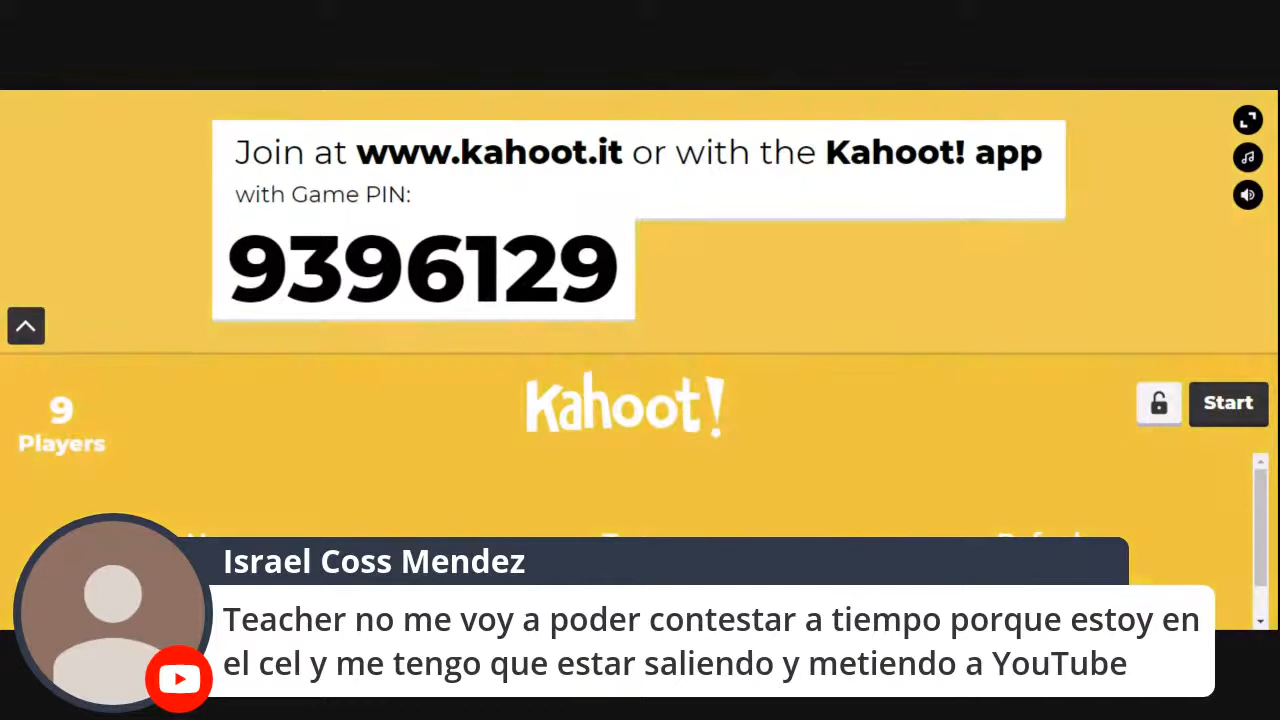 Join at www.kahoot.it or with the Kahoot! app
with Game PIN:
9396129
9
Players
Kahoot!
Start
Israel Coss Mendez
Teacher no me voy a poder contestar a tiempo porque estoy en
el cel y me tengo que estar saliendo y metiendo a YouTube